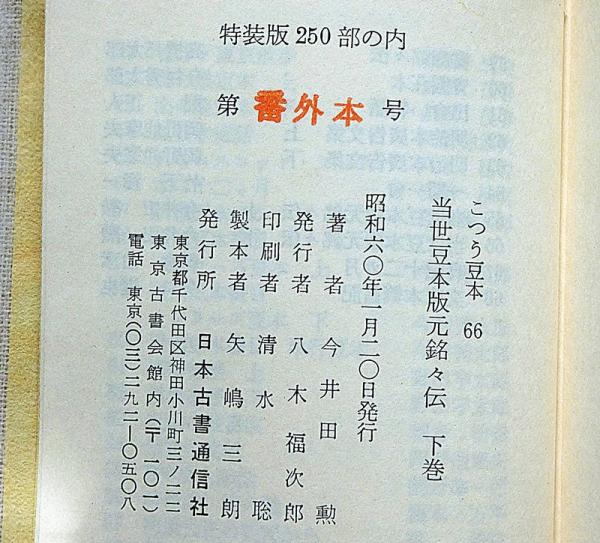 特装版250部の内
第 番外本 号
こつう豆本 66
当世豆本版元銘々伝 下巻
昭和六〇年一月二〇日発行
著者 今井田勲
発行者 八木福次郎
印刷者 清水聡
製本者 矢嶋三朗
発行所 日本古書通信社
東京都千代田区神田小川町三ノ二二
東京古書会館内(〒一〇一)
電話 東京(〇三)二九二―〇五〇八